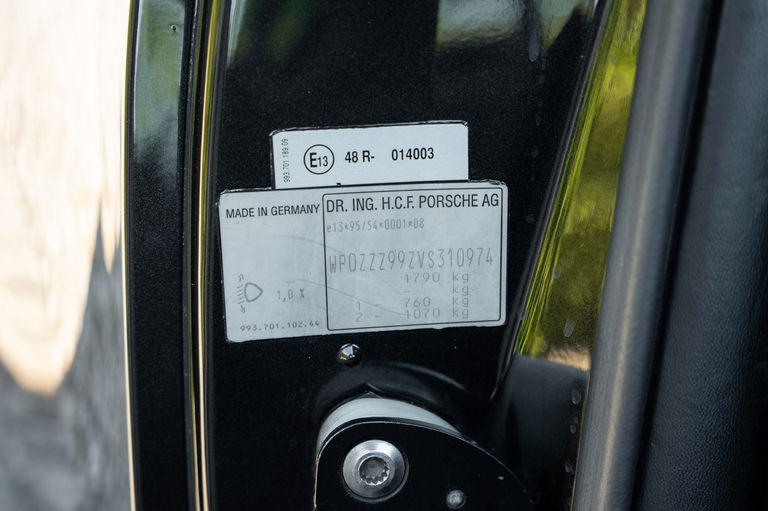 993.701.189.09
E13 48 R- 014003
MADE IN GERMANY
DR. ING. H.C.F. PORSCHE AG
e13*95/54*0001*08
WP0ZZZ99ZVS310974
1790 kg
- kg
1 - 760 kg
2 - 1070 kg
1,0 %
993.701.102.44